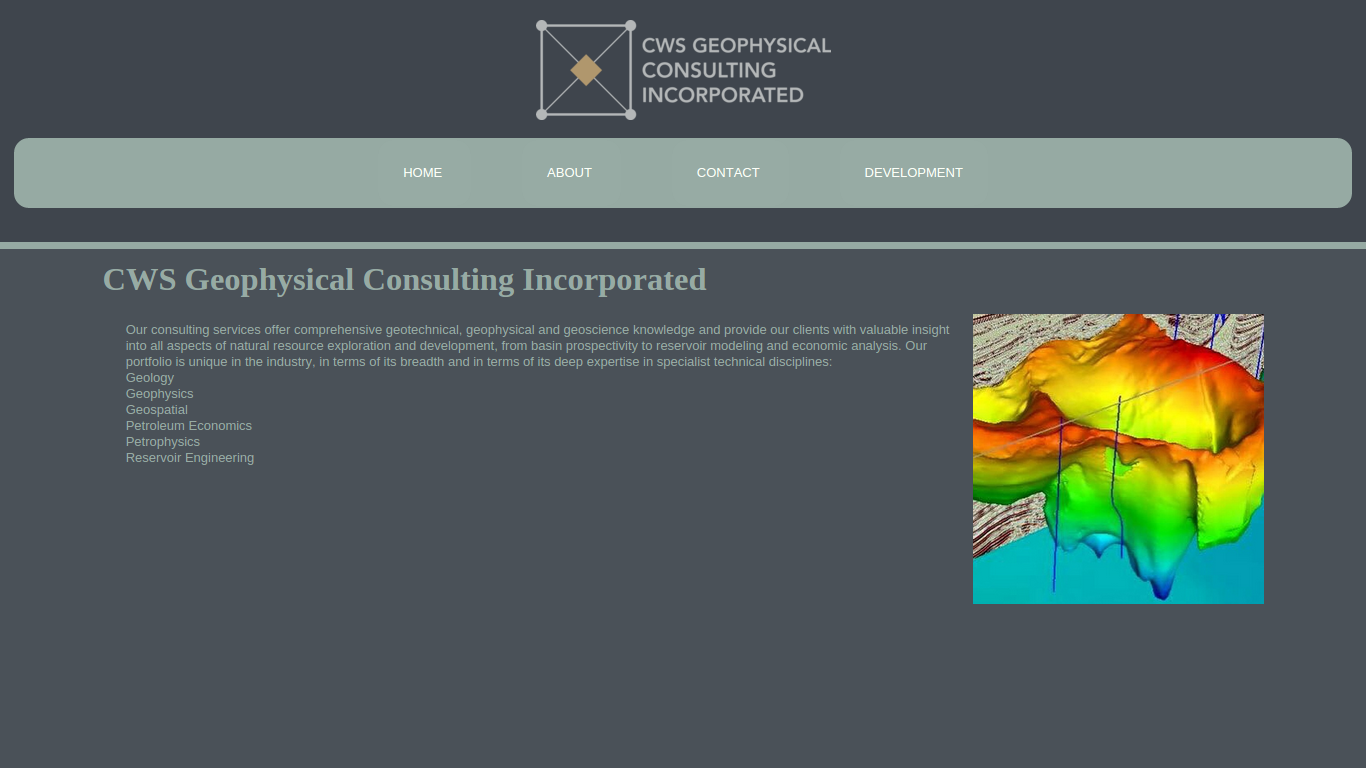 CWS GEOPHYSICAL
CONSULTING
INCORPORATED
HOME ABOUT CONTACT DEVELOPMENT
CWS Geophysical Consulting Incorporated
Our consulting services offer comprehensive geotechnical, geophysical and geoscience knowledge and provide our clients with valuable insight
into all aspects of natural resource exploration and development, from basin prospectivity to reservoir modeling and economic analysis. Our
portfolio is unique in the industry, in terms of its breadth and in terms of its deep expertise in specialist technical disciplines:
Geology
Geophysics
Geospatial
Petroleum Economics
Petrophysics
Reservoir Engineering